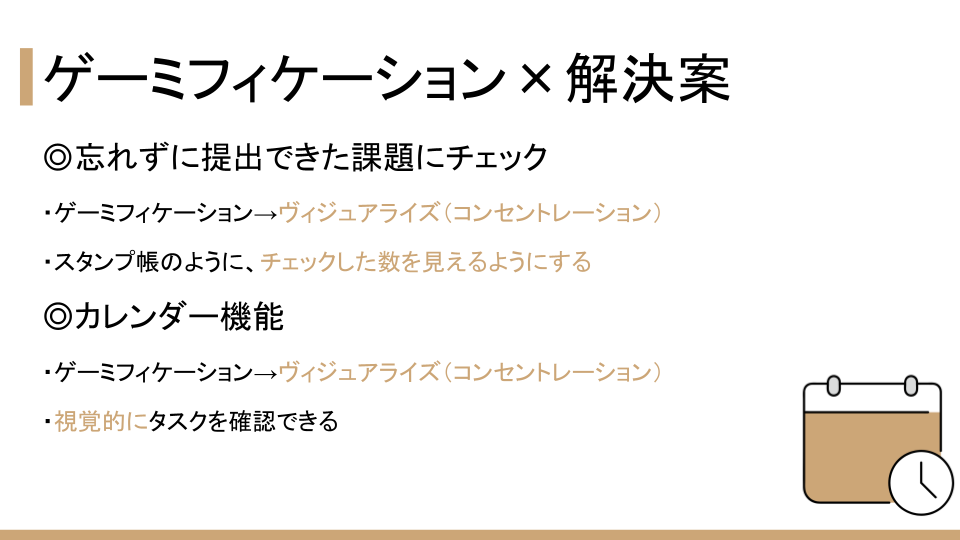 ゲーミフィケーション×解決案
◎忘れずに提出できた課題にチェック
・ゲーミフィケーション→ヴィジュアライズ（コンセントレーション）
・スタンプ帳のように、チェックした数を見えるようにする
◎カレンダー機能
・ゲーミフィケーション→ヴィジュアライズ（コンセントレーション）
・視覚的にタスクを確認できる